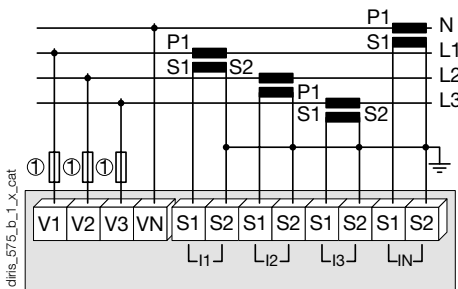 P1 N
S1 L1
P1
S1 S2 L2
P1
S1 S2 L3
① ① ①
V1 V2 V3 VN S1 S2 S1 S2 S1 S2 S1 S2
I1 I2 I3 IN
diris_575_b_1_x_cat